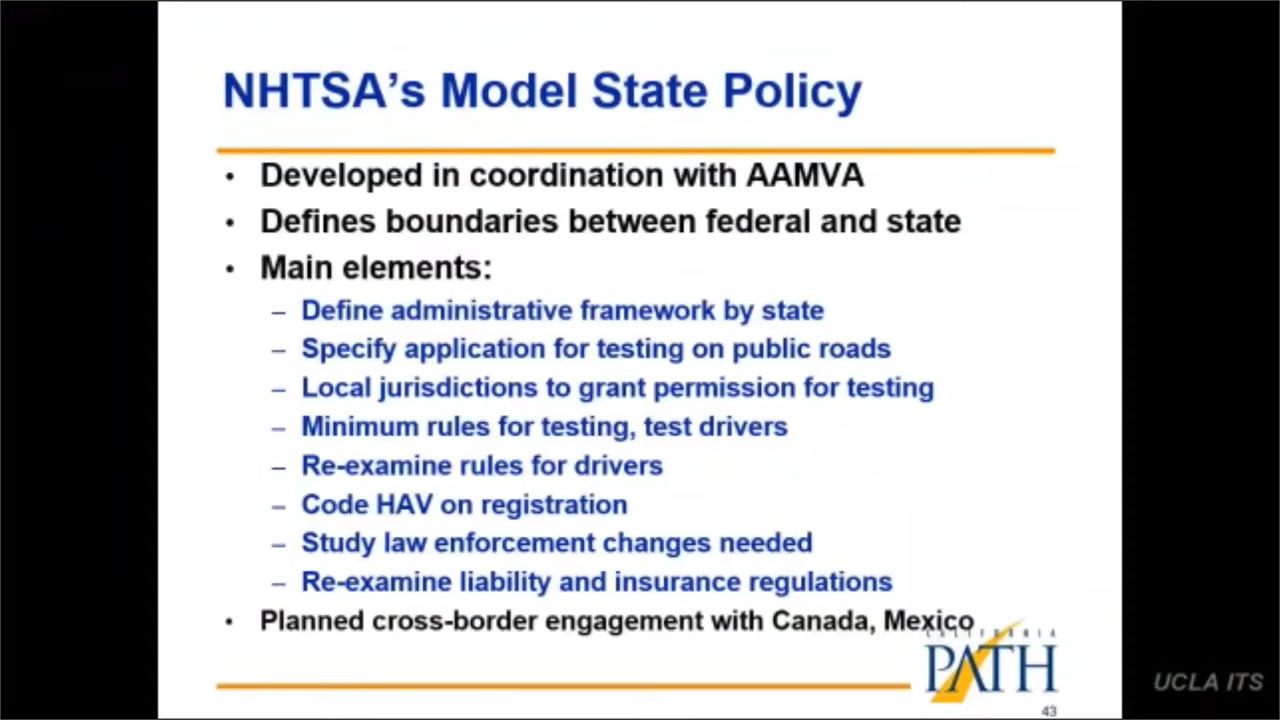 NHTSA's Model State Policy
• Developed in coordination with AAMVA
• Defines boundaries between federal and state
• Main elements:
– Define administrative framework by state
– Specify application for testing on public roads
– Local jurisdictions to grant permission for testing
– Minimum rules for testing, test drivers
– Re-examine rules for drivers
– Code HAV on registration
– Study law enforcement changes needed
– Re-examine liability and insurance regulations
• Planned cross-border engagement with Canada, Mexico
CALIFORNIA
PATH
UCLA ITS
43